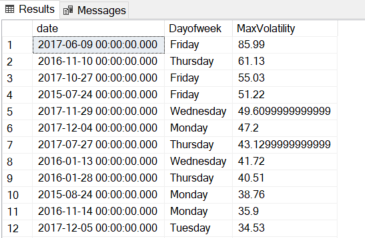 Results Messages
date Dayofweek MaxVolatility
1 2017-06-09 00:00:00.000 Friday 85.99
2 2016-11-10 00:00:00.000 Thursday 61.13
3 2017-10-27 00:00:00.000 Friday 55.03
4 2015-07-24 00:00:00.000 Friday 51.22
5 2017-11-29 00:00:00.000 Wednesday 49.6099999999999
6 2017-12-04 00:00:00.000 Monday 47.2
7 2017-07-27 00:00:00.000 Thursday 43.1299999999999
8 2016-01-13 00:00:00.000 Wednesday 41.72
9 2016-01-28 00:00:00.000 Thursday 40.51
10 2015-08-24 00:00:00.000 Monday 38.76
11 2016-11-14 00:00:00.000 Monday 35.9
12 2017-12-05 00:00:00.000 Tuesday 34.53